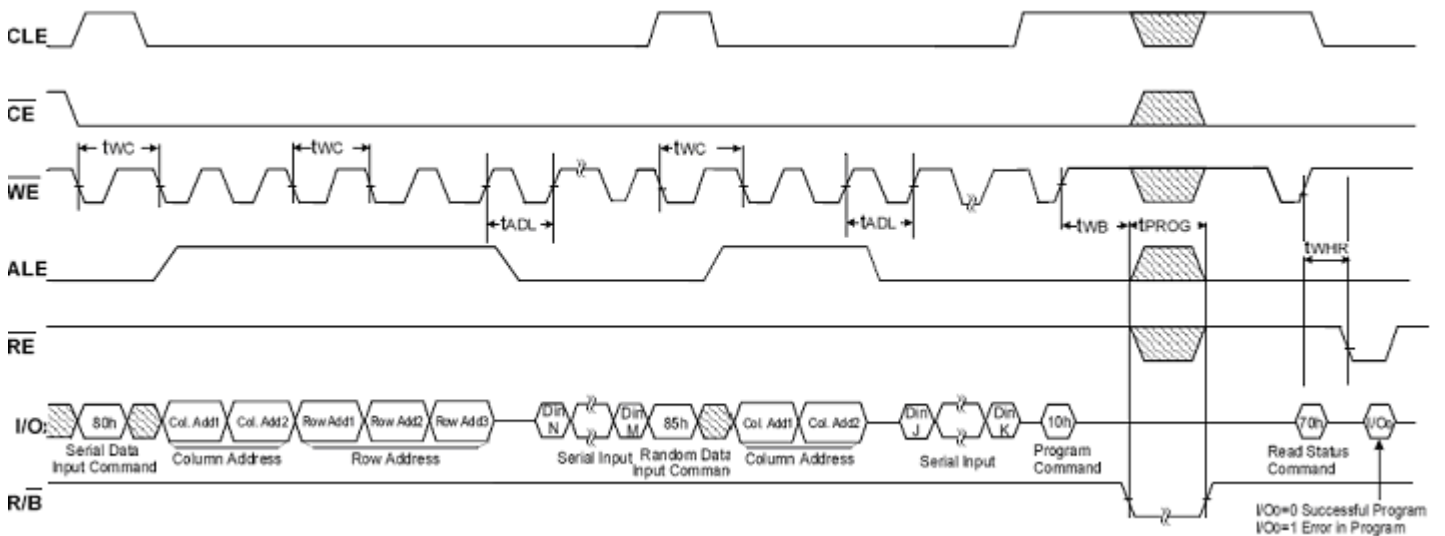 CLE
CE
tWC tWC tWC
WE
tADL tADL tWB tPROG
tWHR
ALE
RE
I/O: 80h Col. Add1 Col. Add2 Row Add1 Row Add2 Row Add3 Din N Din M 85h Col. Add1 Col. Add2 Din J Din K 10h 70h I/O0
Serial Data Input Command
Column Address
Row Address
Serial Input
Random Data Input Comman
Column Address
Serial Input
Program Command
Read Status Command
R/B
I/O0=0 Successful Program
I/O0=1 Error in Program